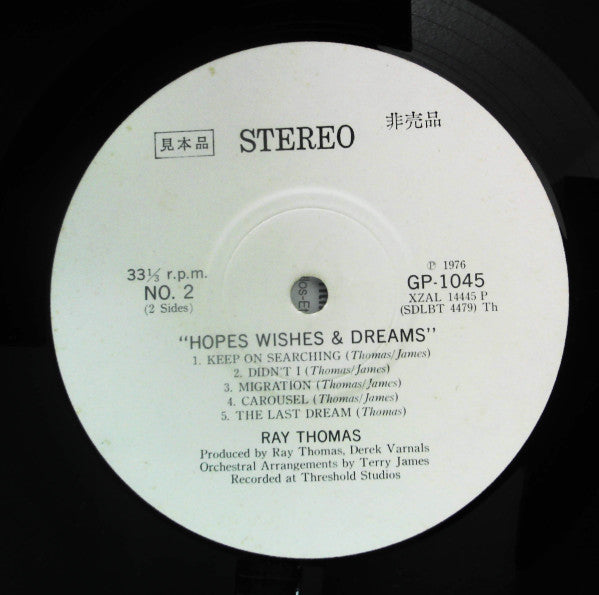 見本品 STEREO 非売品
33⅓ r.p.m.
NO. 2
(2 Sides)
℗ 1976
GP-1045
XZAL 14445 P
(SDLBT 4479) Th
"HOPES WISHES & DREAMS"
1. KEEP ON SEARCHING (Thomas/James)
2. DIDN'T I (Thomas/James)
3. MIGRATION (Thomas/James)
4. CAROUSEL (Thomas/James)
5. THE LAST DREAM (Thomas)
RAY THOMAS
Produced by Ray Thomas, Derek Varnals
Orchestral Arrangements by Terry James
Recorded at Threshold Studios